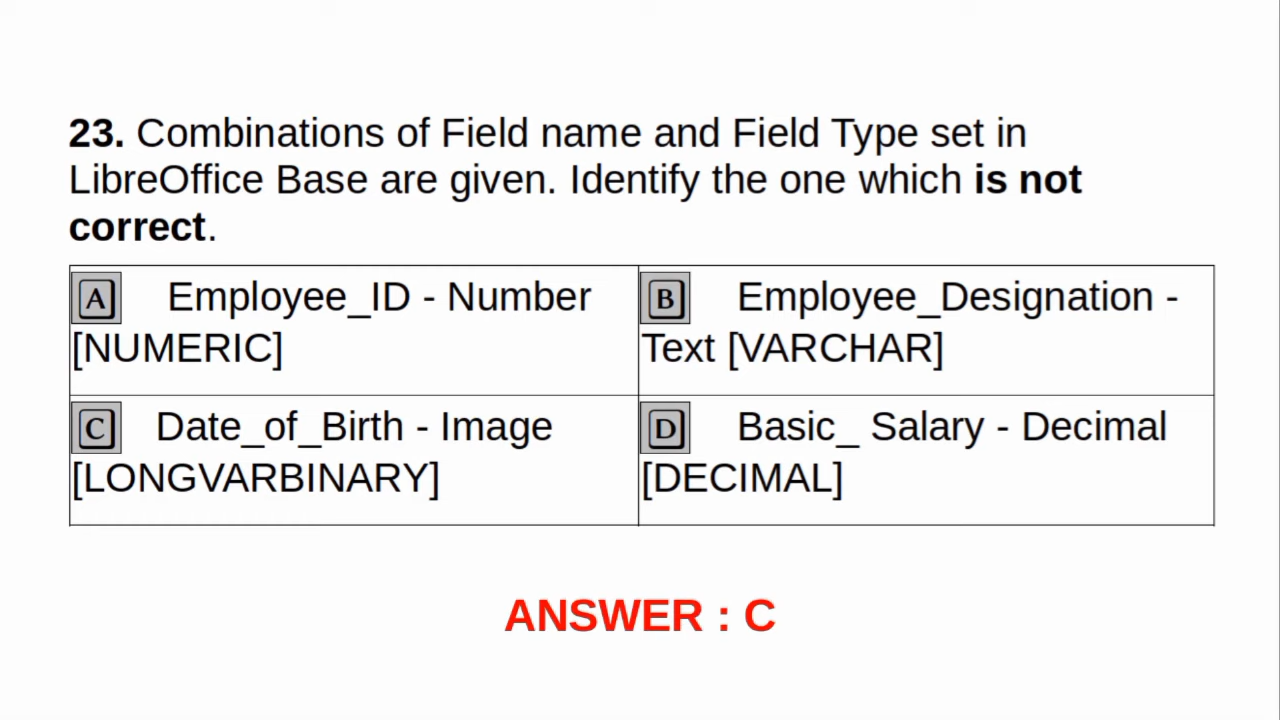 23. Combinations of Field name and Field Type set in
LibreOffice Base are given. Identify the one which is not
correct.
A Employee_ID - Number
[NUMERIC]
B Employee_Designation -
Text [VARCHAR]
C Date_of_Birth - Image
[LONGVARBINARY]
D Basic_ Salary - Decimal
[DECIMAL]
ANSWER : C